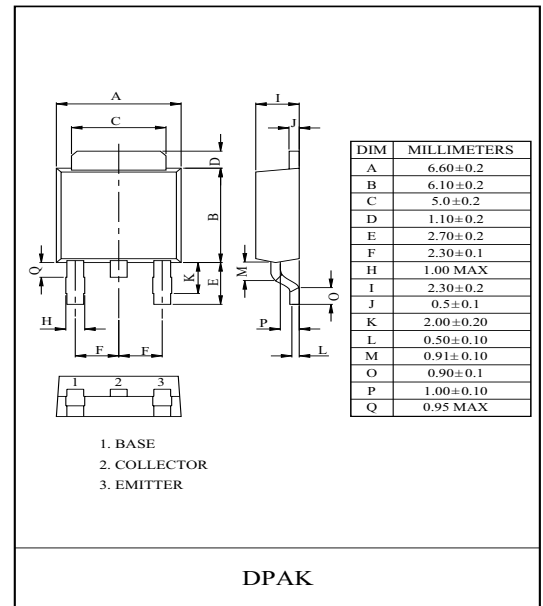 A
C
D
B
Q
K
E
H
F F
1 2 3
I
J
M
O
P
L
DIM MILLIMETERS
A 6.60±0.2
B 6.10±0.2
C 5.0±0.2
D 1.10±0.2
E 2.70±0.2
F 2.30±0.1
H 1.00 MAX
I 2.30±0.2
J 0.5±0.1
K 2.00±0.20
L 0.50±0.10
M 0.91±0.10
O 0.90±0.1
P 1.00±0.10
Q 0.95 MAX
1. BASE
2. COLLECTOR
3. EMITTER
DPAK